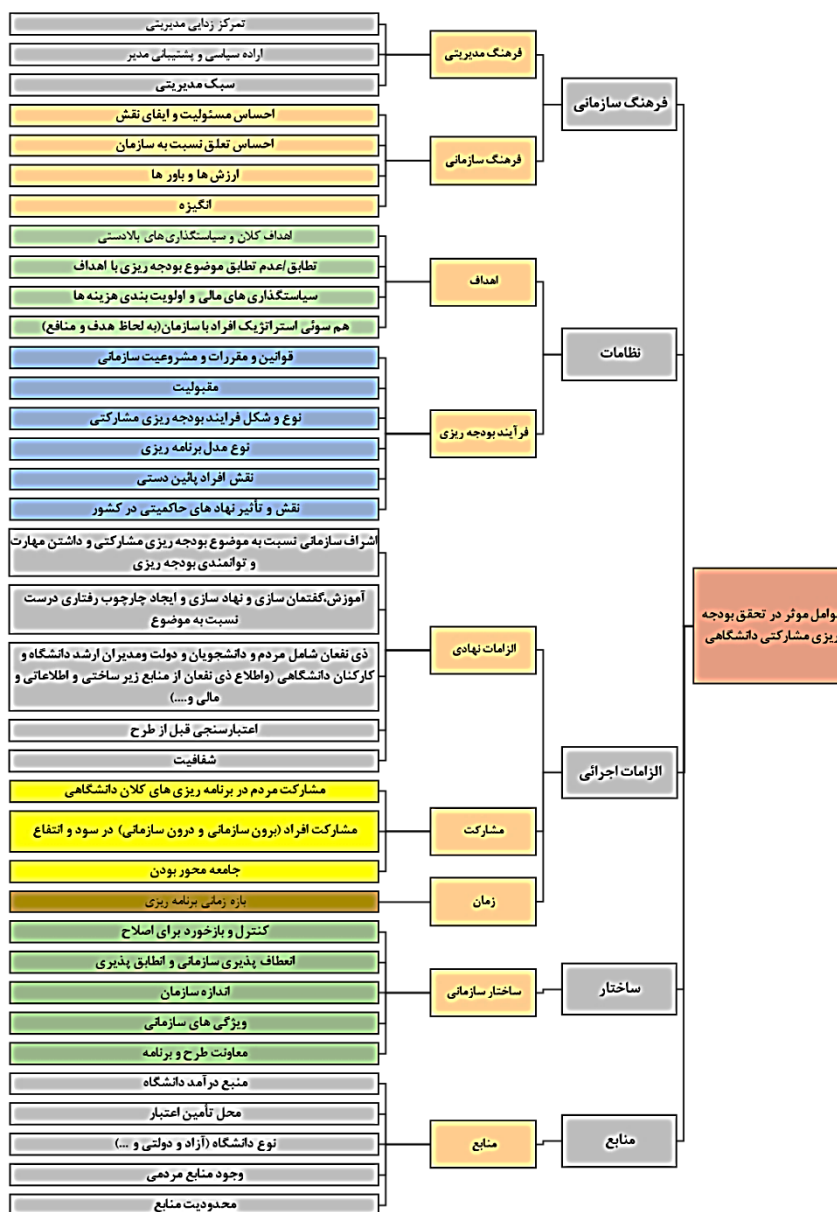 عوامل موثر در تحقق بودجه
ریزی مشارکتی دانشگاهی
فرهنگ سازمانی
فرهنگ مدیریتی
تمرکز زدایی مدیریتی
اراده سیاسی و پشتیبانی مدیر
سبک مدیریتی
فرهنگ سازمانی
احساس مسئولیت و ایفای نقش
احساس تعلق نسبت به سازمان
ارزش ها و باور ها
انگیزه
نظامات
اهداف
اهداف کلان و سیاستگذاری های بالادستی
تطابق/عدم تطابق موضوع بودجه ریزی با اهداف
سیاستگذاری های مالی و اولویت بندی هزینه ها
هم سوئی استراتژیک افراد با سازمان(به لحاظ هدف و منافع)
فرآیند بودجه ریزی
قوانین و مقررات و مشروعیت سازمانی
مقبولیت
نوع و شکل فرایند بودجه ریزی مشارکتی
نوع مدل برنامه ریزی
نقش افراد پائین دستی
نقش و تأثیر نهاد های حاکمیتی در کشور
الزامات اجرائی
الزامات نهادی
اشراف سازمانی نسبت به موضوع بودجه ریزی مشارکتی و داشتن مهارت
و توانمندی بودجه ریزی
آموزش،گفتمان سازی و نهاد سازی و ایجاد چارچوب رفتاری درست
نسبت به موضوع
ذی نفعان شامل مردم و دانشجویان و دولت ومدیران ارشد دانشگاه و
کارکنان دانشگاهی (واطلاع ذی نفعان از منابع زیر ساختی و اطلاعاتی و
مالی و....)
اعتبارسنجی قبل از طرح
شفافیت
مشارکت
مشارکت مردم در برنامه ریزی های کلان دانشگاهی
مشارکت افراد (برون سازمانی و درون سازمانی) در سود و انتفاع
جامعه محور بودن
زمان
بازه زمانی برنامه ریزی
ساختار
ساختار سازمانی
کنترل و بازخورد برای اصلاح
انعطاف پذیری سازمانی و انطابق پذیری
اندازه سازمان
ویژگی های سازمانی
معاونت طرح و برنامه
منابع
منابع
منبع درآمد دانشگاه
محل تأمین اعتبار
نوع دانشگاه (آزاد و دولتی و ...)
وجود منابع مردمی
محدودیت منابع